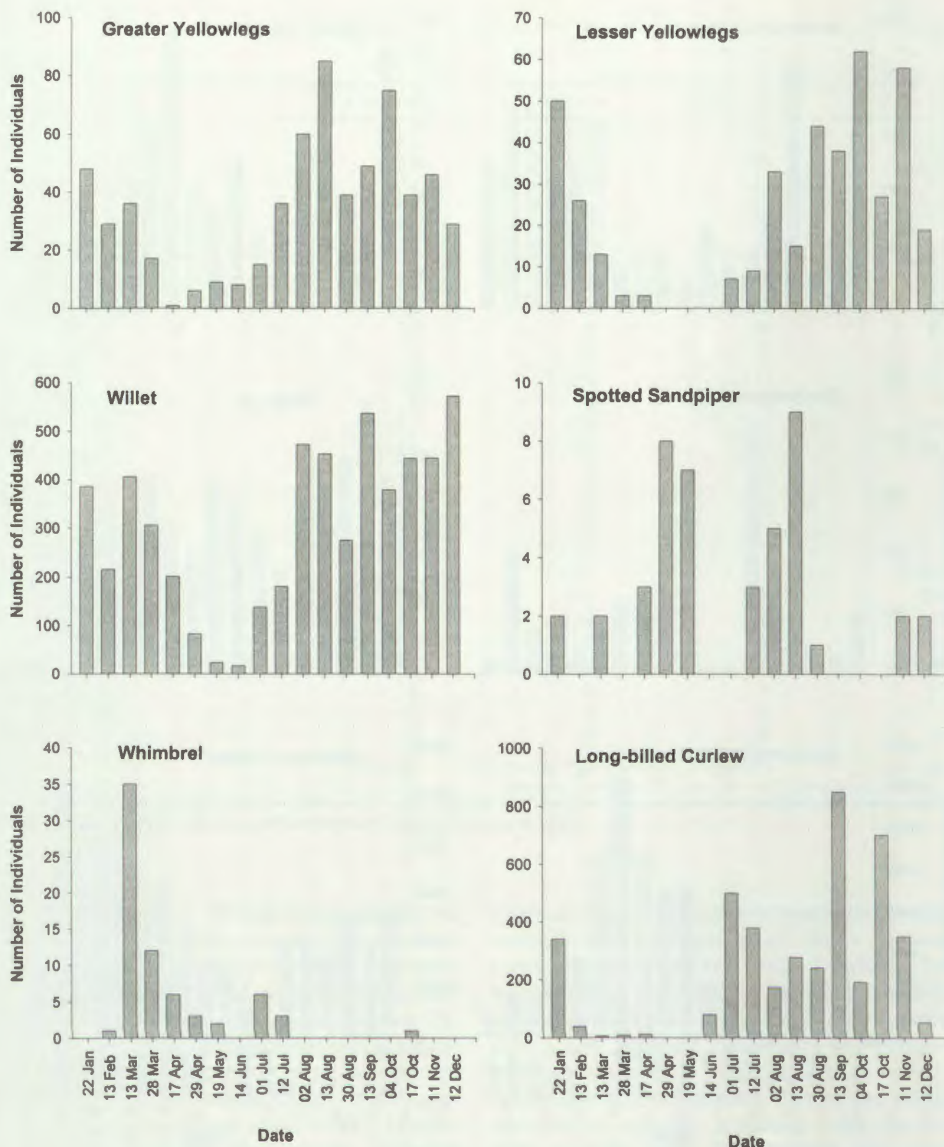 Greater Yellowlegs
Number of Individuals
100
80
60
40
20
0
Lesser Yellowlegs
70
60
50
40
30
20
10
0
Willet
Number of Individuals
600
500
400
300
200
100
0
Spotted Sandpiper
10
8
6
4
2
0
Whimbrel
Number of Individuals
40
35
30
25
20
15
10
5
0
22 Jan
13 Feb
13 Mar
28 Mar
17 Apr
29 Apr
19 May
14 Jun
01 Jul
12 Jul
02 Aug
13 Aug
30 Aug
13 Sep
04 Oct
17 Oct
11 Nov
12 Dec
Date
Long-billed Curlew
1000
800
600
400
200
0
22 Jan
13 Feb
13 Mar
28 Mar
17 Apr
29 Apr
19 May
14 Jun
01 Jul
12 Jul
02 Aug
13 Aug
30 Aug
13 Sep
04 Oct
17 Oct
11 Nov
12 Dec
Date